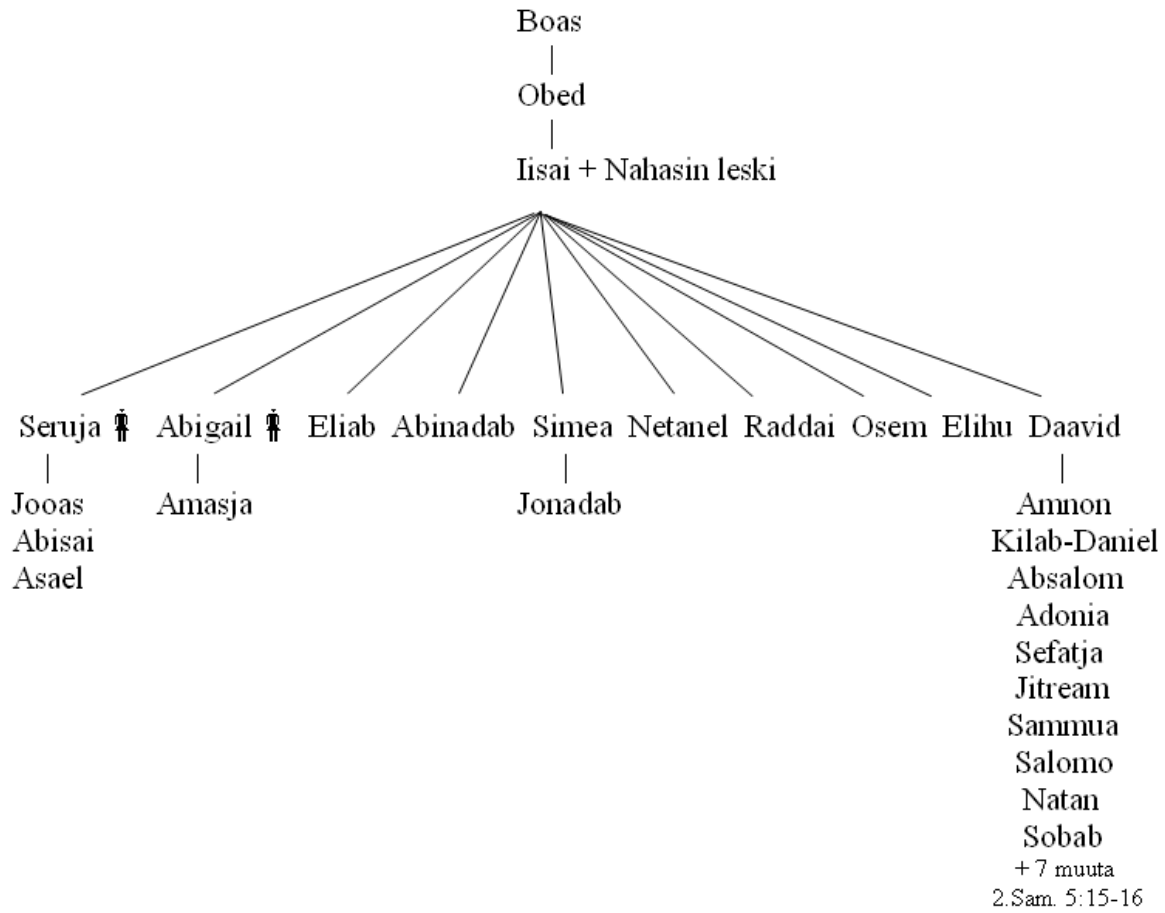 Boas
Obed
Iisai + Nahasin leski
Seruja Abigail Eliab Abinadab Simea Netanel Raddai Osem Elihu Daavid
Jooas Amasja Jonadab Amnon
Abisai Kilab-Daniel
Asael Absalom
Adonia
Sefatja
Jitream
Sammua
Salomo
Natan
Sobab
+ 7 muuta
2.Sam. 5:15-16